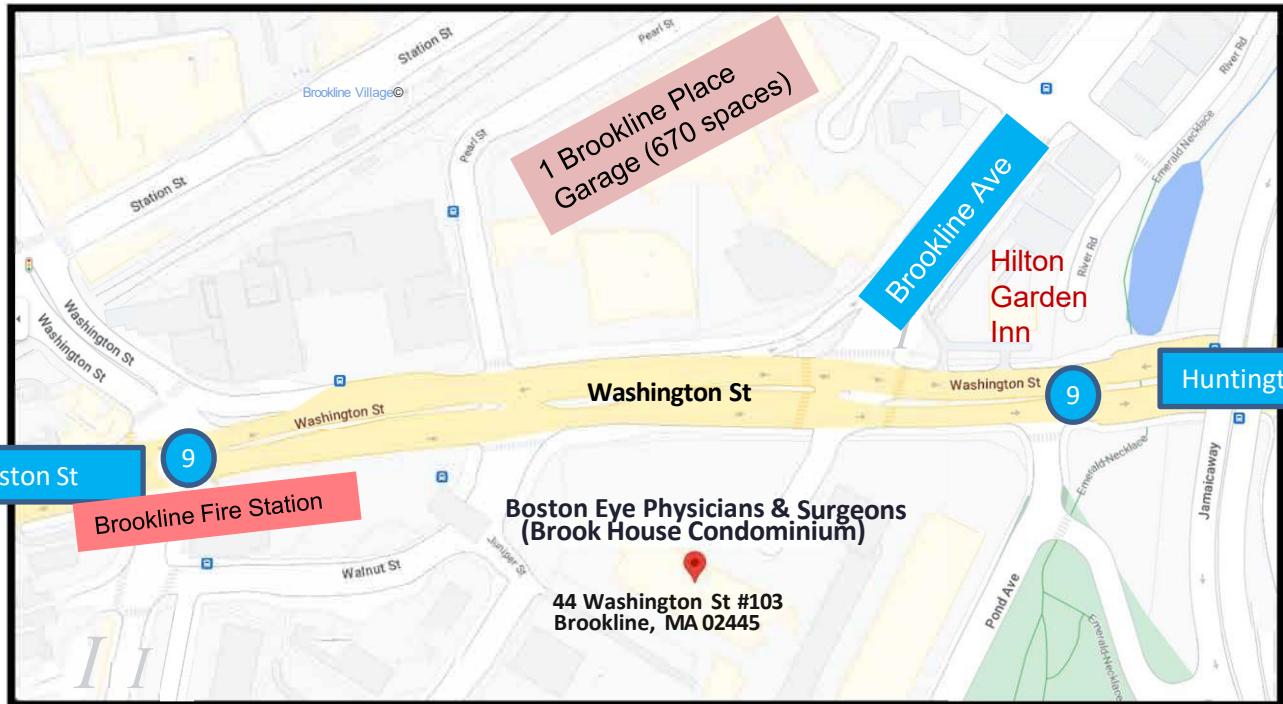 Station St
Pearl St
River Rd
Brookline Village©
1 Brookline Place
Garage (670 spaces)
Emerald Necklace
Pearl St
Brookline Ave
Station St
River Rd
Hilton
Garden
Inn
Washington St
Washington St
Washington St
Washington St
Washington St
9
Huntingt
9
ston St
Brookline Fire Station
Emerald-Necklace
Jamaicaway
Boston Eye Physicians & Surgeons
(Brook House Condominium)
Juniper St
Walnut St
44 Washington St #103
Brookline, MA 02445
Pond Ave
Emerald-Necklace
I I